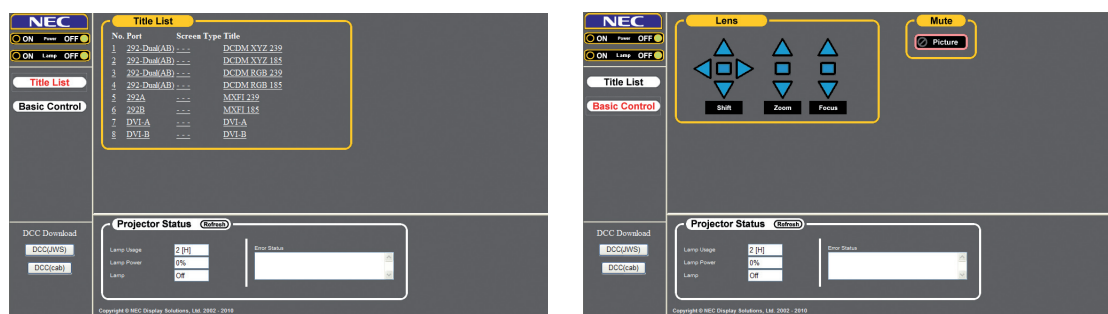 NEC
ON Power OFF
ON Lamp OFF
Title List
Basic Control
DCC Download
DCC(JWS)
DCC(cab)
Title List
No. Port Screen Type Title
1 292-Dual(AB) - - - DCDM XYZ 239
2 292-Dual(AB) - - - DCDM XYZ 185
3 292-Dual(AB) - - - DCDM RGB 239
4 292-Dual(AB) - - - DCDM RGB 185
5 292A - - - MXFI 239
6 292B - - - MXFI 185
7 DVI-A - - - DVI-A
8 DVI-B - - - DVI-B
Projector Status Refresh
Lamp Usage 2 [H]
Lamp Power 0%
Lamp Off
Error Status
Copyright © NEC Display Solutions, Ltd. 2002 - 2010
NEC
ON Power OFF
ON Lamp OFF
Title List
Basic Control
DCC Download
DCC(JWS)
DCC(cab)
Lens
Shift Zoom Focus
Mute
Picture
Projector Status Refresh
Lamp Usage 2 [H]
Lamp Power 0%
Lamp Off
Error Status
Copyright © NEC Display Solutions, Ltd. 2002 - 2010